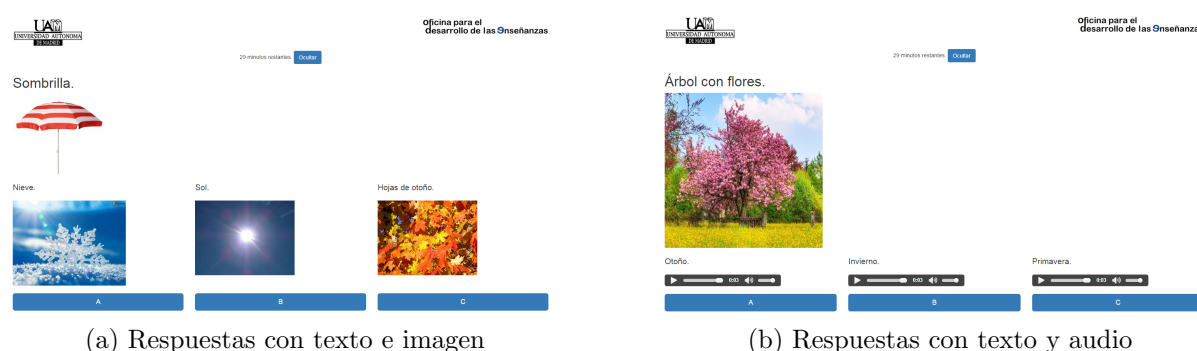 UAM
UNIVERSIDAD AUTONOMA
DE MADRID
Oficina para el
desarrollo de las enseñanzas
29 minutos restantes. Ocultar
Sombrilla.
Nieve. Sol. Hojas de otoño.
A B C
(a) Respuestas con texto e imagen
UAM
UNIVERSIDAD AUTONOMA
DE MADRID
Oficina para el
desarrollo de las enseñanza
29 minutos restantes. Ocultar
Árbol con flores.
Otoño. Invierno. Primavera.
0:03 0:03 0:03
A B C
(b) Respuestas con texto y audio